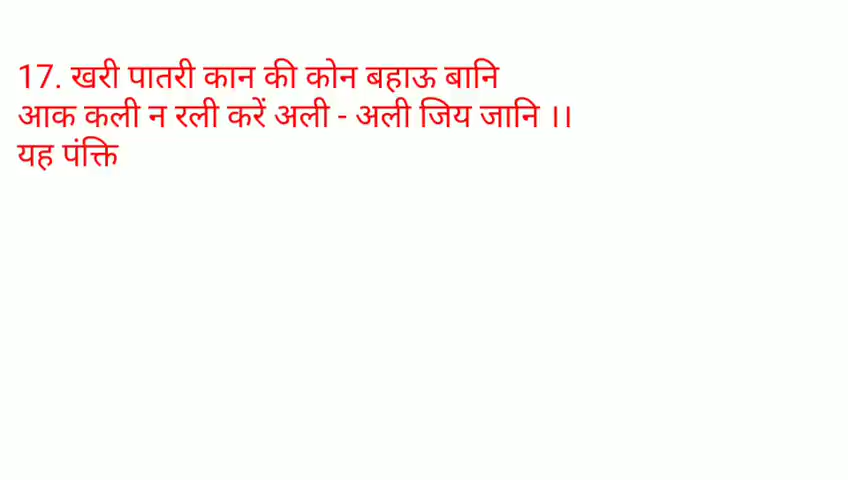 17. खरी पातरी कान की कोन बहाऊ बानि
आक कली न रली करें अली - अली जिय जानि ।।
यह पंक्ति